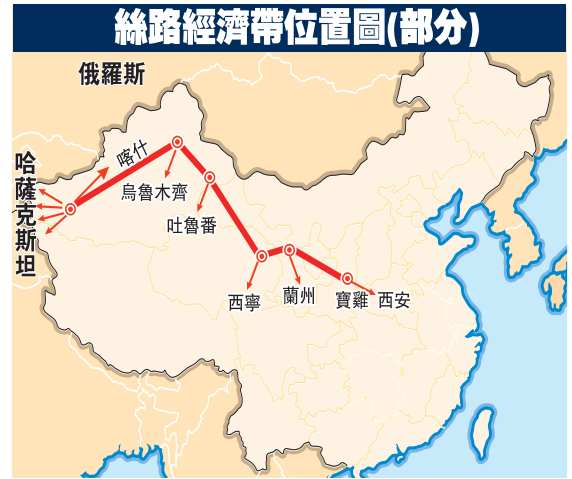 絲路經濟帶位置圖(部分)
俄羅斯
喀什
哈薩克斯坦
烏魯木齊
吐魯番
西寧
蘭州
寶雞
西安